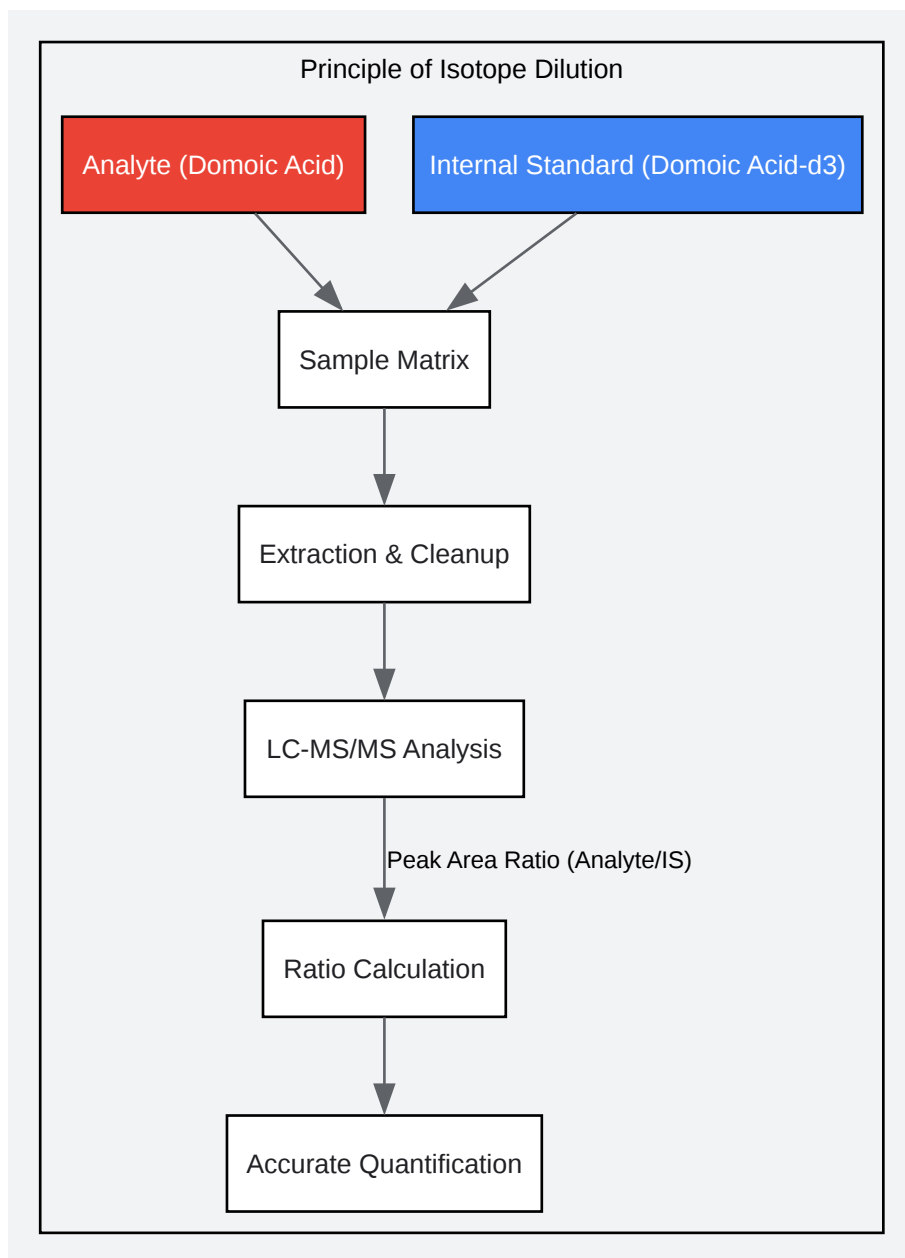 Principle of Isotope Dilution
Analyte (Domoic Acid)
Internal Standard (Domoic Acid-d3)
Sample Matrix
Extraction & Cleanup
LC-MS/MS Analysis
Peak Area Ratio (Analyte/IS)
Ratio Calculation
Accurate Quantification